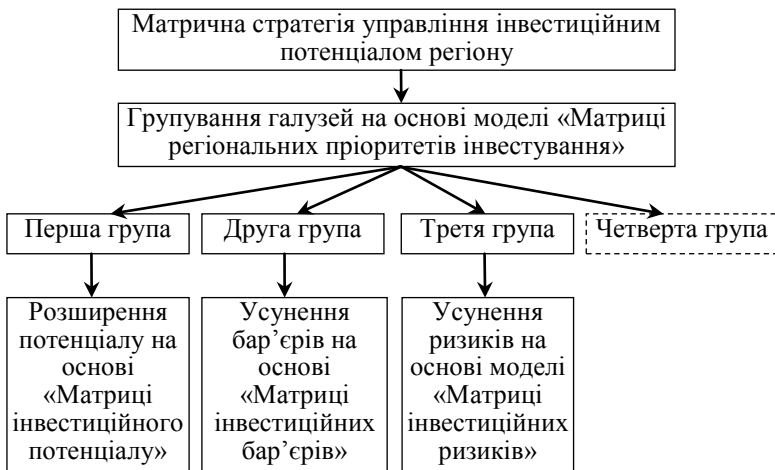 Матрична стратегія управління інвестиційним
потенціалом регіону
Групування галузей на основі моделі «Матриці
регіональних пріоритетів інвестування»
Перша група
Друга група
Третя група
Четверта група
Розширення
потенціалу на
основі
«Матриці
інвестиційного
потенціалу»
Усунення
бар’єрів на
основі
«Матриці
інвестиційних
бар’єрів»
Усунення
ризиків на
основі моделі
«Матриці
інвестиційних
ризиків»